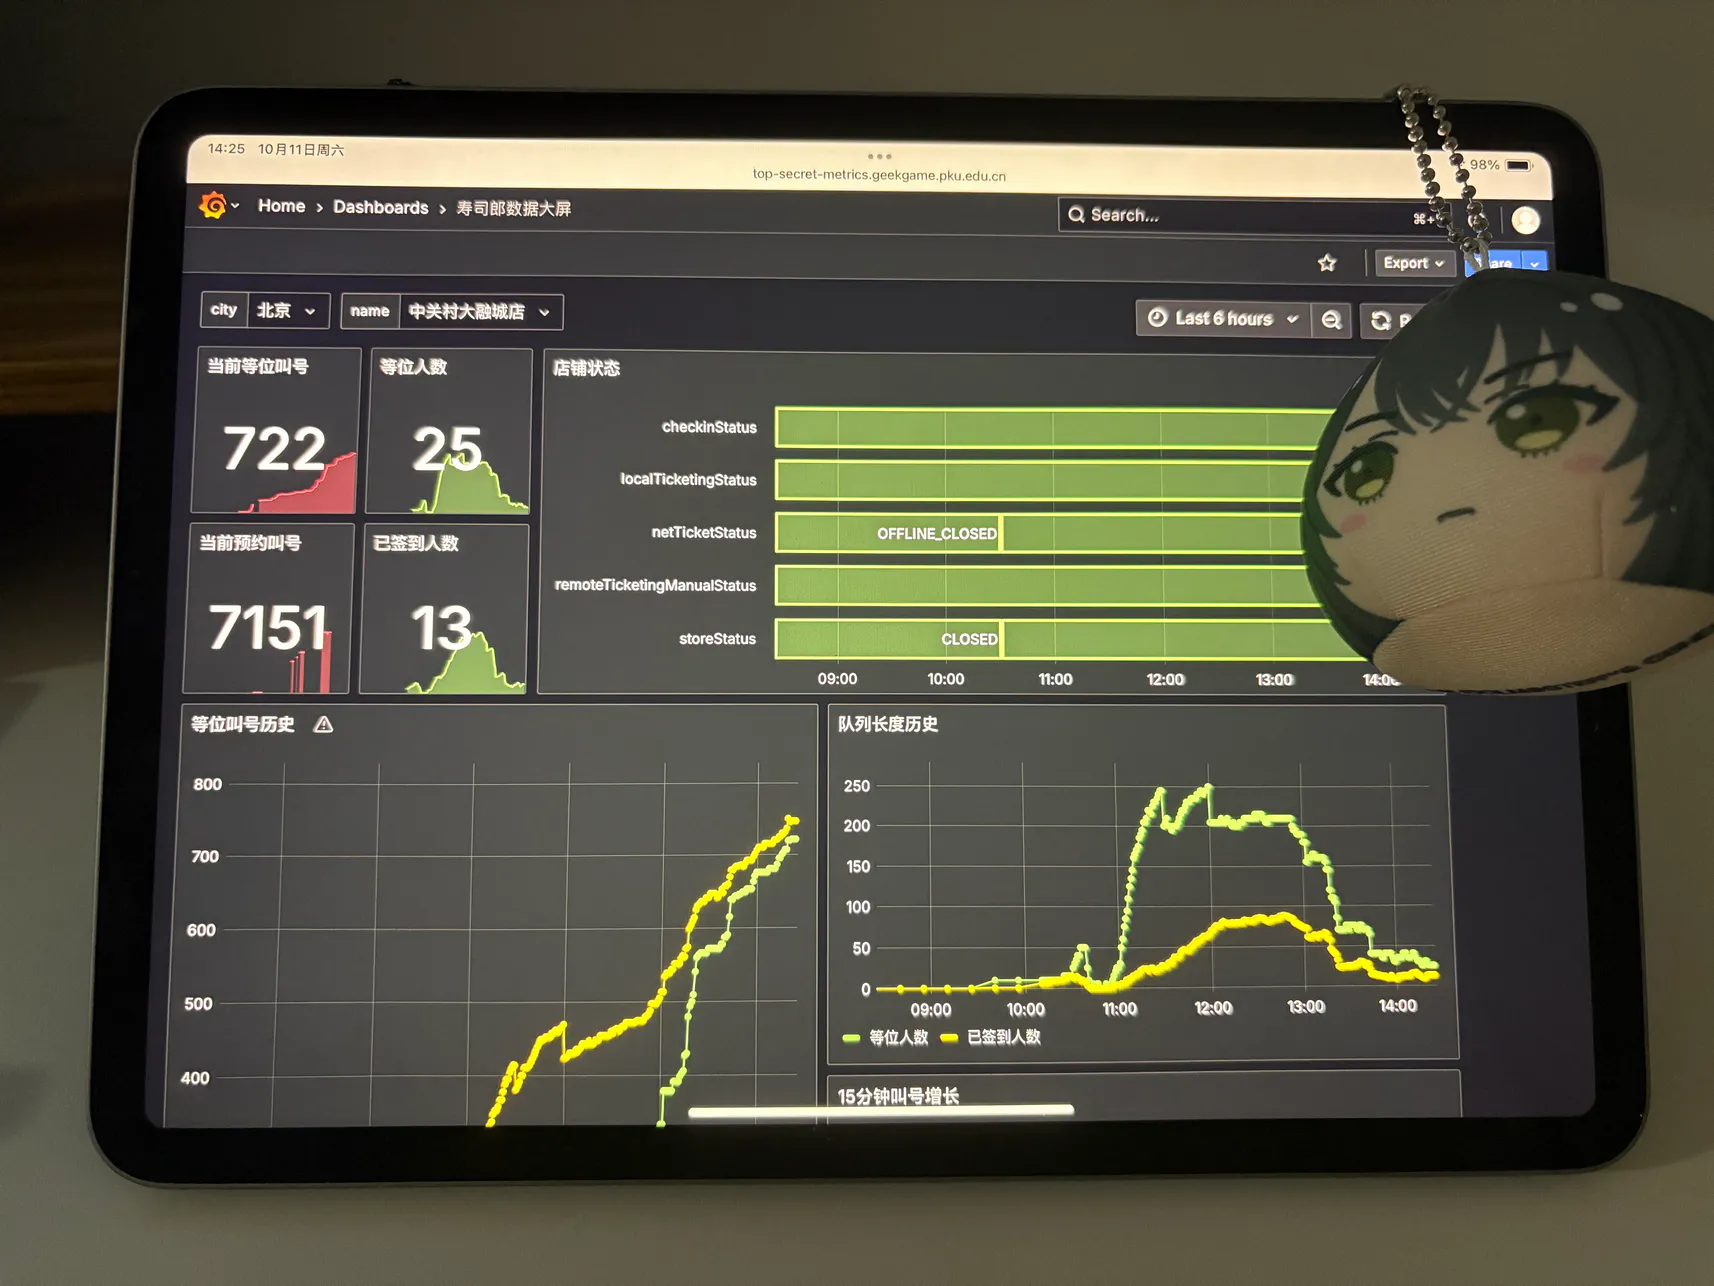 14:25 10月11日周六
98%
top-secret-metrics.geekgame.pku.edu.cn
Home › Dashboards › 寿司郎数据大屏
Search...
⌘+
Export
city 北京
name 中关村大融城店
Last 6 hours
当前等位叫号
722
等位人数
25
当前预约叫号
7151
已签到人数
13
店铺状态
checkinStatus
localTicketingStatus
netTicketStatus
OFFLINE_CLOSED
remoteTicketingManualStatus
storeStatus
CLOSED
09:00 10:00 11:00 12:00 13:00 14:00
等位叫号历史
800
700
600
500
400
队列长度历史
250
200
150
100
50
0
09:00 10:00 11:00 12:00 13:00 14:00
等位人数 已签到人数
15分钟叫号增长